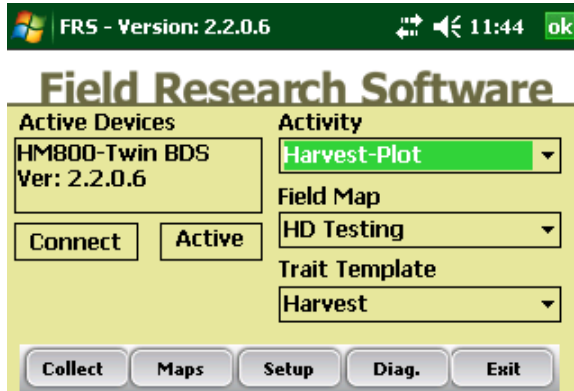 FRS - Version: 2.2.0.6 11:44 ok
Field Research Software
Active Devices
HM800-Twin BDS
Ver: 2.2.0.6
Connect Active
Activity
Harvest-Plot
Field Map
HD Testing
Trait Template
Harvest
Collect Maps Setup Diag. Exit